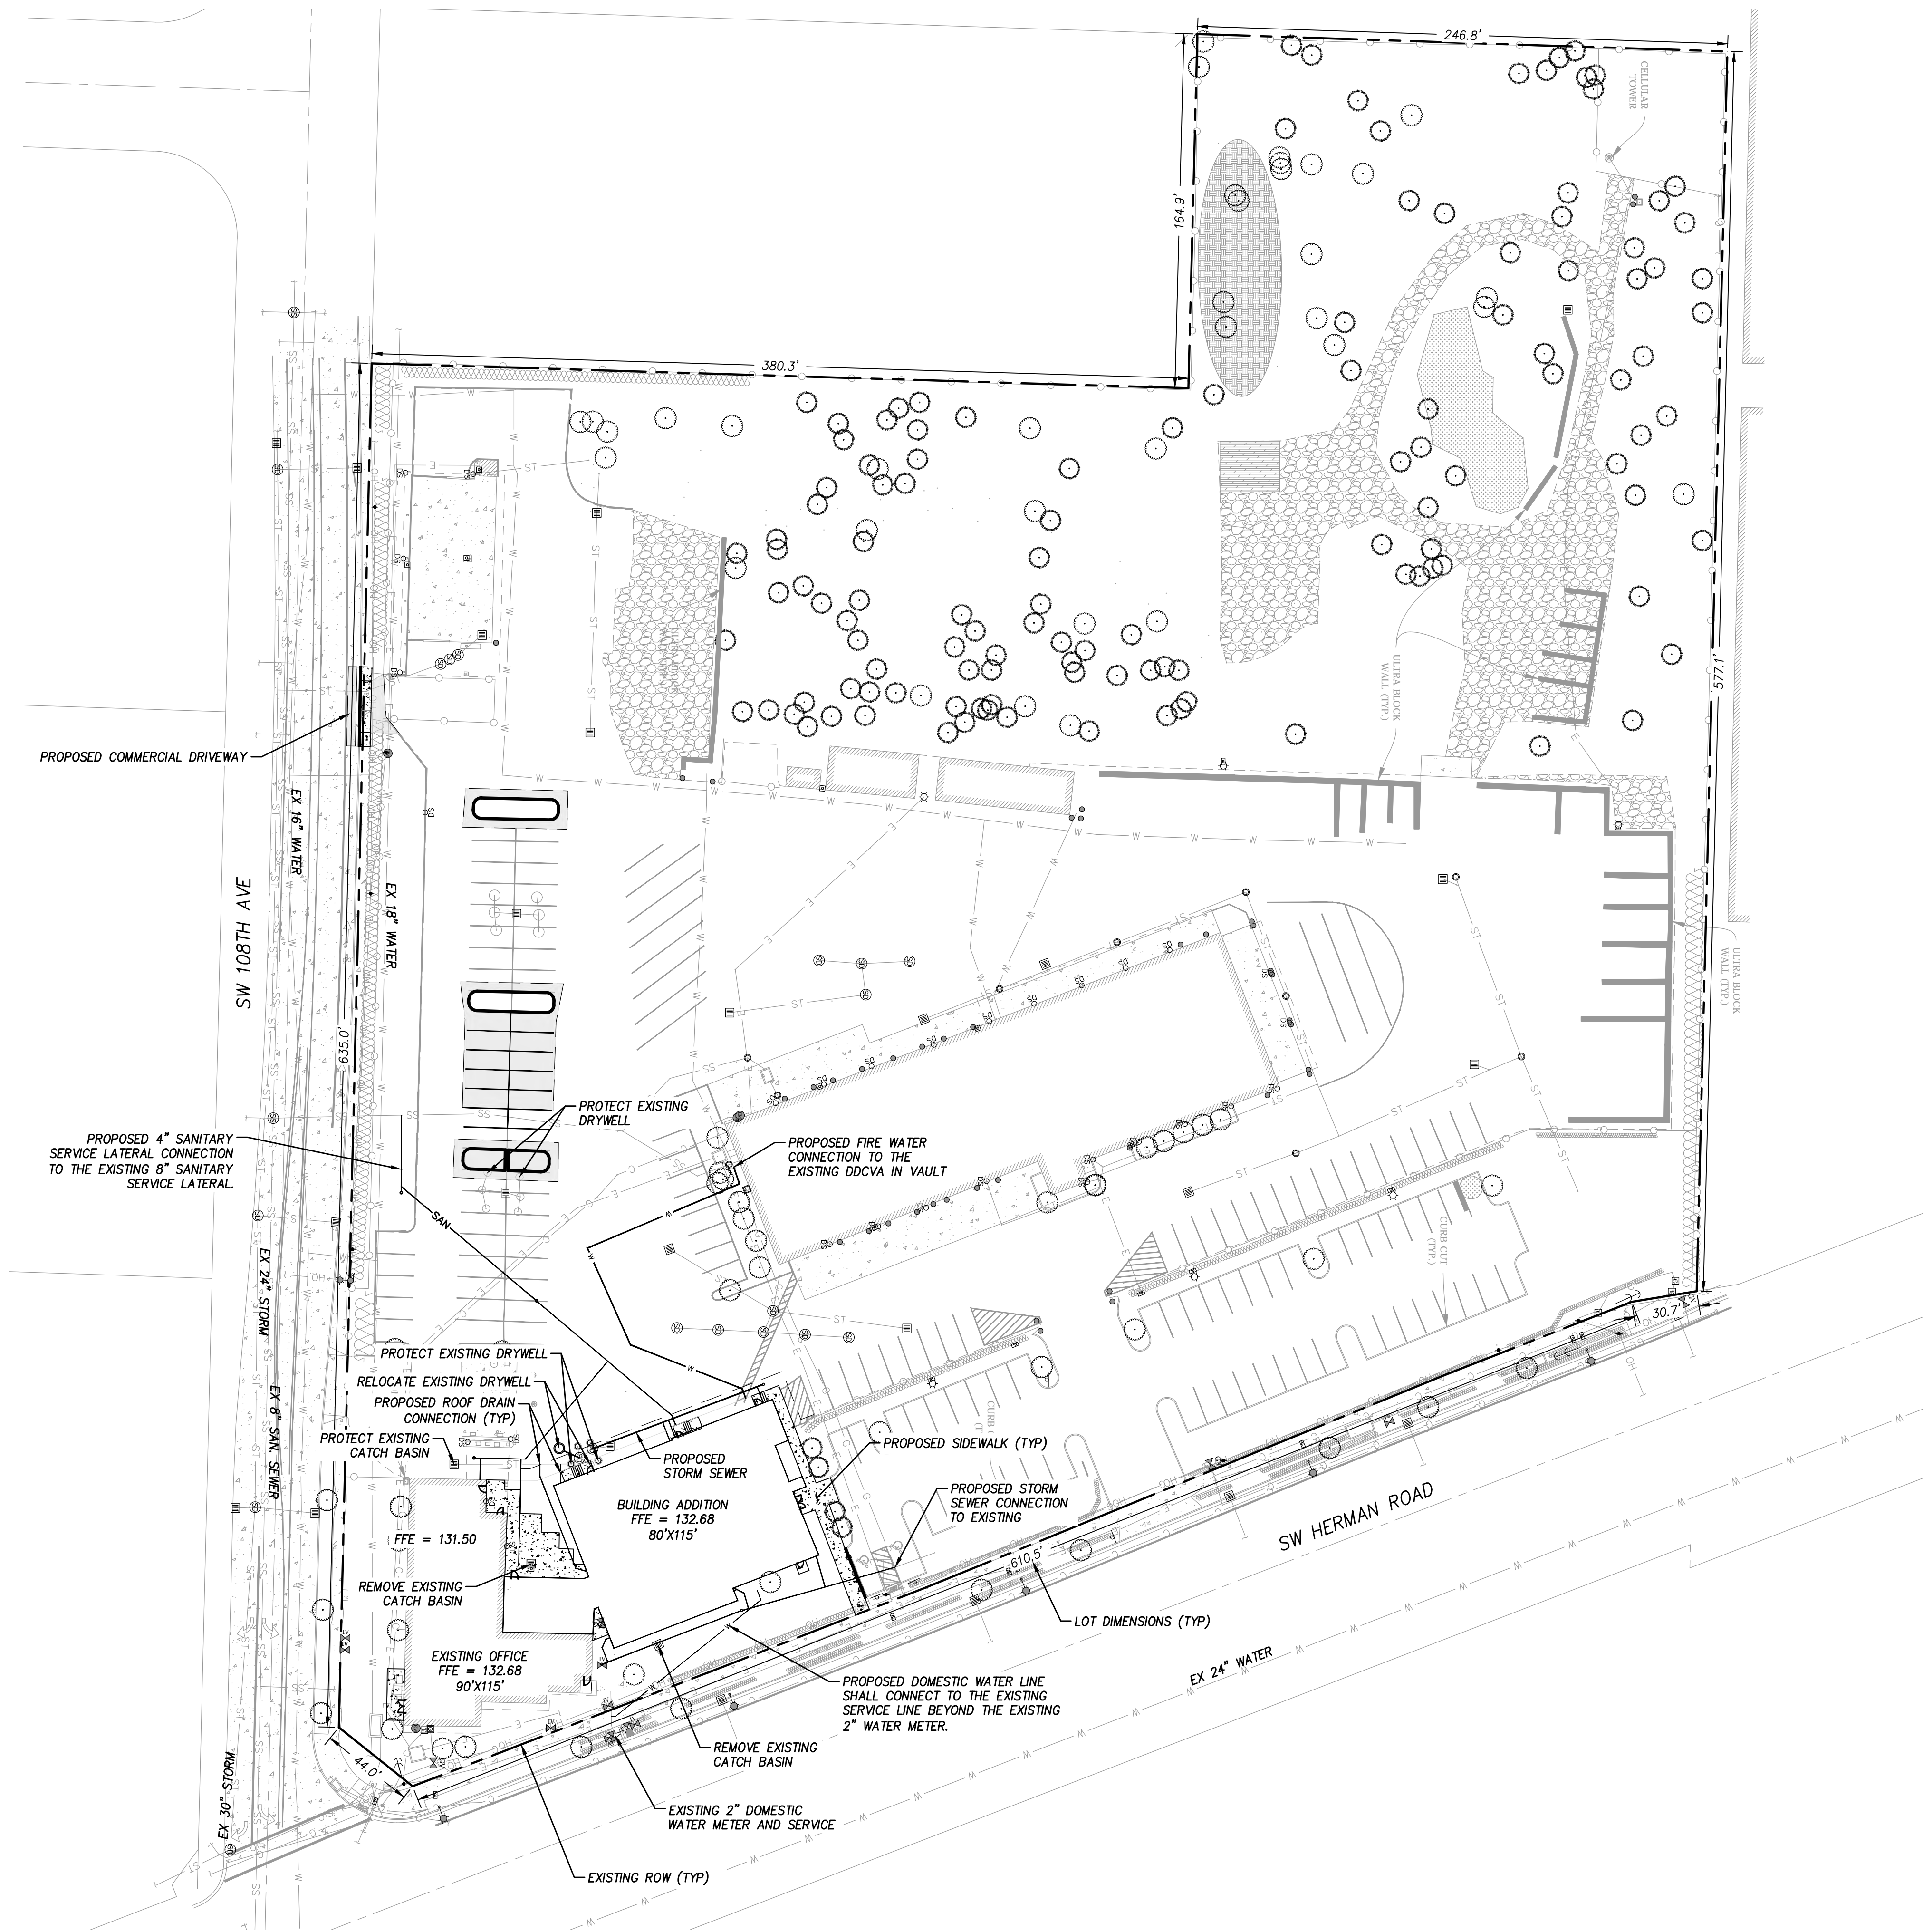 246.8'
CELLULAR
TOWER
164.9'
380.3'
577.1'
ULTRA BLOCK
WALL (TYP.)
PROPOSED COMMERCIAL DRIVEWAY
EX 16" WATER
EX 18" WATER
SW 108TH AVE
635.0'
ULTRA BLOCK
WALL (TYP.)
PROTECT EXISTING
DRYWELL
PROPOSED 4" SANITARY
SERVICE LATERAL CONNECTION
TO THE EXISTING 8" SANITARY
SERVICE LATERAL.
PROPOSED FIRE WATER
CONNECTION TO THE
EXISTING DDCVA IN VAULT
SAN
CURB CUT
(TYP.)
EX 24" STORM
30.7'
PROTECT EXISTING DRYWELL
RELOCATE EXISTING DRYWELL
PROPOSED ROOF DRAIN
CONNECTION (TYP)
PROTECT EXISTING
CATCH BASIN
EX 8" SAN. SEWER
CURB
PROPOSED SIDEWALK (TYP)
PROPOSED
STORM SEWER
PROPOSED STORM
SEWER CONNECTION
TO EXISTING
BUILDING ADDITION
FFE = 132.68
80'X115'
FFE = 131.50
SW HERMAN ROAD
610.5'
REMOVE EXISTING
CATCH BASIN
LOT DIMENSIONS (TYP)
EXISTING OFFICE
FFE = 132.68
90'X115'
EX 24" WATER
PROPOSED DOMESTIC WATER LINE
SHALL CONNECT TO THE EXISTING
SERVICE LINE BEYOND THE EXISTING
2" WATER METER.
REMOVE EXISTING
CATCH BASIN
44.0'
EX 30" STORM
EXISTING 2" DOMESTIC
WATER METER AND SERVICE
EXISTING ROW (TYP)